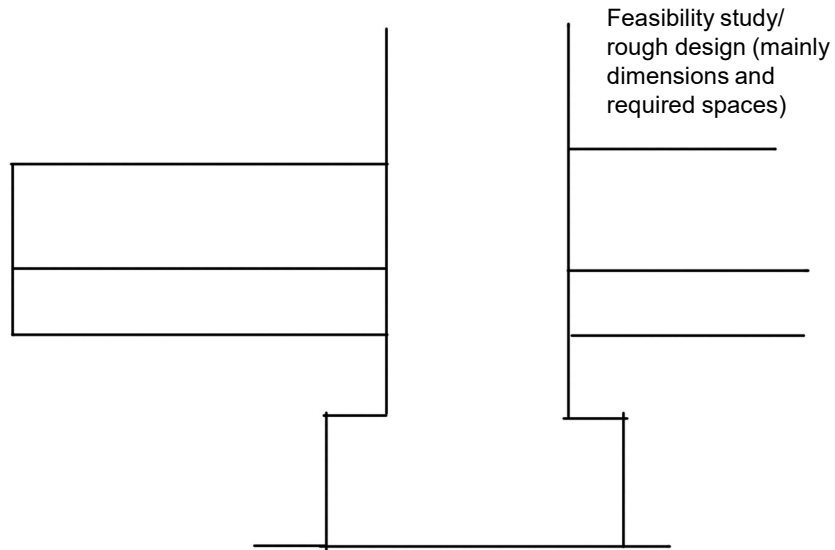 Feasibility study/
rough design (mainly
dimensions and
required spaces)